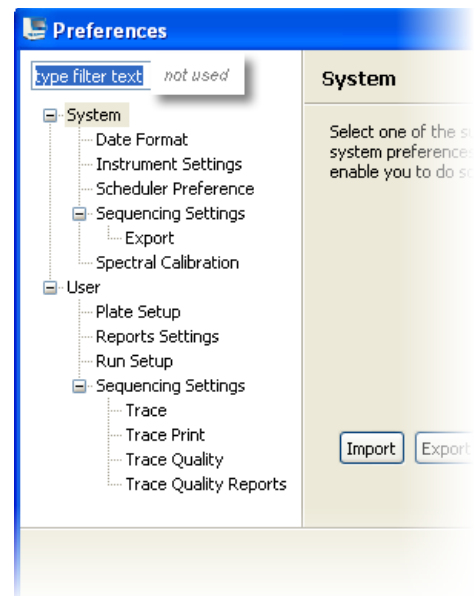 Preferences
type filter text
not used
System
Date Format
Instrument Settings
Scheduler Preference
Sequencing Settings
Export
Spectral Calibration
User
Plate Setup
Reports Settings
Run Setup
Sequencing Settings
Trace
Trace Print
Trace Quality
Trace Quality Reports
System
Select one of the
system preferences
enable you to do
Import
Export